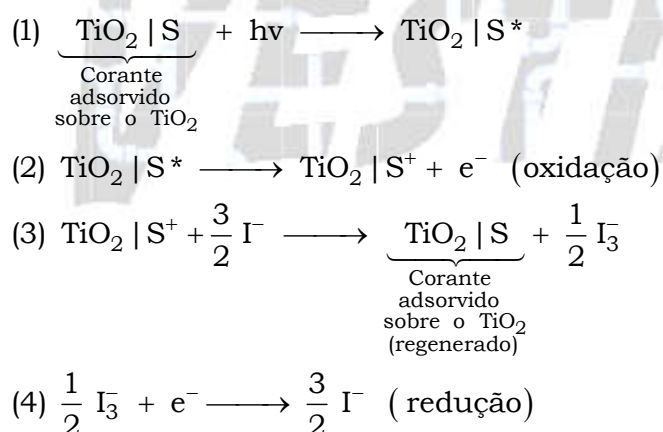 (1) TiO₂ | S + hv ⟶ TiO₂ | S*
Corante
adsorvido
sobre o TiO₂
(2) TiO₂ | S* ⟶ TiO₂ | S⁺ + e⁻ (oxidação)
(3) TiO₂ | S⁺ + 3/2 I⁻ ⟶ TiO₂ | S + 1/2 I₃⁻
Corante
adsorvido
sobre o TiO₂
(regenerado)
(4) 1/2 I₃⁻ + e⁻ ⟶ 3/2 I⁻ (redução)